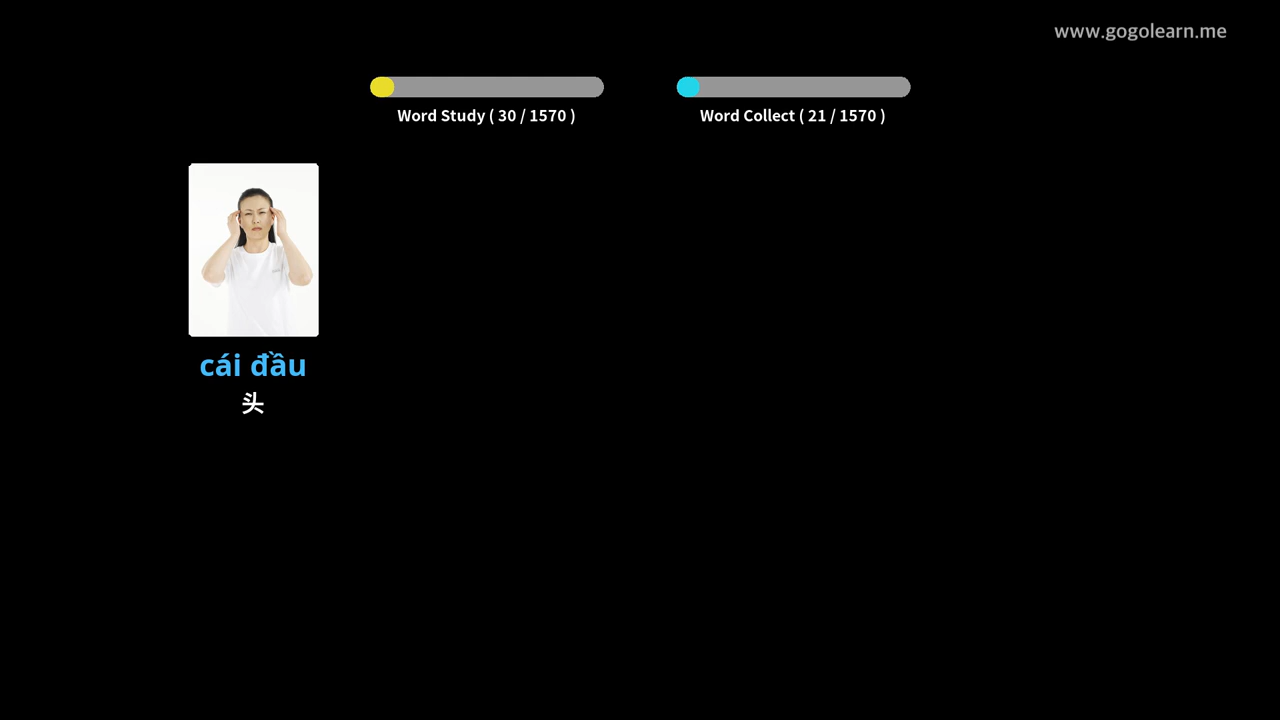 www.gogolearn.me
Word Study ( 30 / 1570 )
Word Collect ( 21 / 1570 )
cái đầu
头